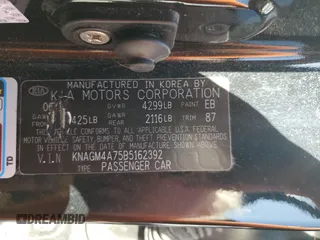 MANUFACTURED IN KOREA BY
KIA MOTORS CORPORATION
GVWR 4299LB PAINT EB
425LB 2116LB TRIM 87
THIS VEHICLE CONFORMS TO ALL APPLICABLE U.S. FEDERAL
MOTOR VEHICLE SAFETY, BUMPER, AND THEFT PREVENTION STANDARDS
IN EFFECT ON THE DATE OF MANUFACTURE SHOWN ABOVE.
V.I.N KNAGM4A75B5162392
TYPE: PASSENGER CAR
TD
DREAMBID